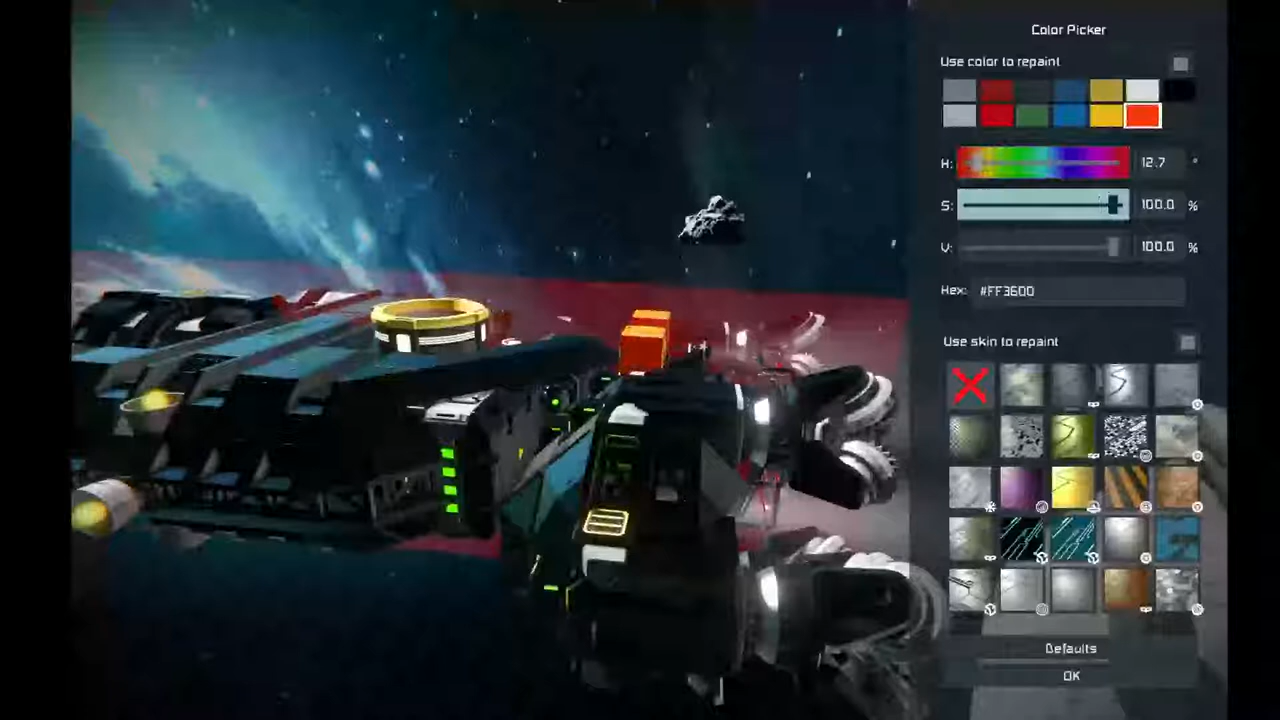 Color Picker
Use color to repaint
H: 12.7 °
S: 100.0 %
V: 100.0 %
Hex: #FF3600
Use skin to repaint
Defaults
OK